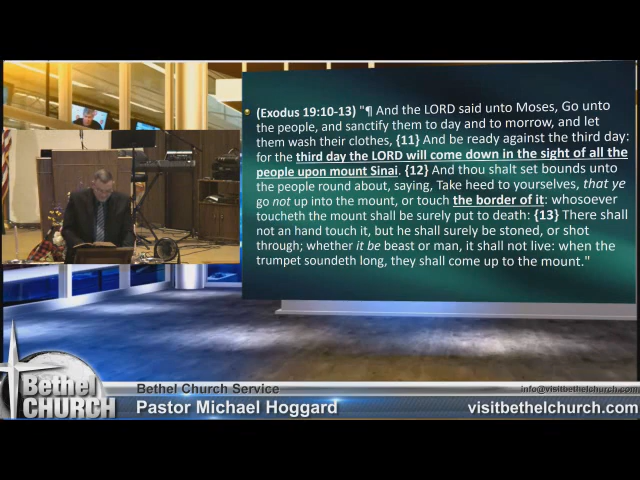 (Exodus 19:10-13) "¶ And the LORD said unto Moses, Go unto
the people, and sanctify them to day and to morrow, and let
them wash their clothes, {11} And be ready against the third day:
for the third day the LORD will come down in the sight of all the
people upon mount Sinai. {12} And thou shalt set bounds unto
the people round about, saying, Take heed to yourselves, that ye
go not up into the mount, or touch the border of it: whosoever
toucheth the mount shall be surely put to death: {13} There shall
not an hand touch it, but he shall surely be stoned, or shot
through; whether it be beast or man, it shall not live: when the
trumpet soundeth long, they shall come up to the mount."
Bethel
CHURCH
Bethel Church Service
info@visitbethelchurch.com
Pastor Michael Hoggard
visitbethelchurch.com